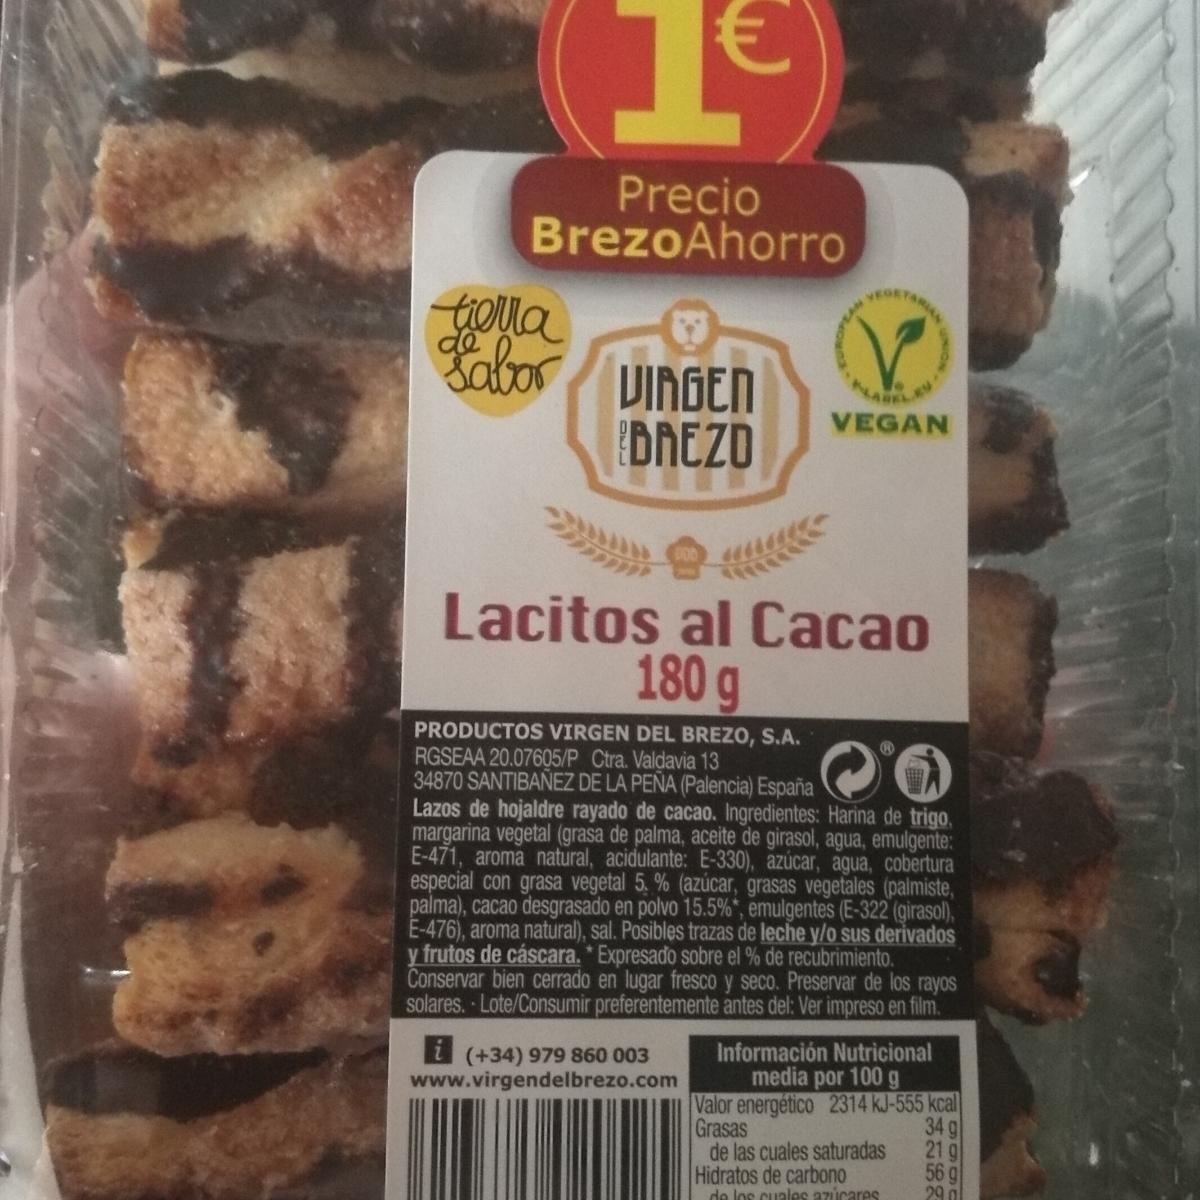 1€
Precio
BrezoAhorro
tierra
de
sabor
VIRGEN
DEL BREZO
EUROPEAN VEGETARIAN UNION
V-LABEL.EU
VEGAN
Lacitos al Cacao
180 g
PRODUCTOS VIRGEN DEL BREZO, S.A.
RGSEAA 20.07605/P Ctra. Valdavia 13
34870 SANTIBAÑEZ DE LA PEÑA (Palencia) España
®
Lazos de hojaldre rayado de cacao. Ingredientes: Harina de trigo,
margarina vegetal (grasa de palma, aceite de girasol, agua, emulgente:
E-471, aroma natural, acidulante: E-330), azúcar, agua, cobertura
especial con grasa vegetal 5, % (azúcar, grasas vegetales (palmiste,
palma), cacao desgrasado en polvo 15.5%*, emulgentes (E-322 (girasol),
E-476), aroma natural), sal. Posibles trazas de leche y/o sus derivados
y frutos de cáscara. * Expresado sobre el % de recubrimiento.
Conservar bien cerrado en lugar fresco y seco. Preservar de los rayos
solares. · Lote/Consumir preferentemente antes del: Ver impreso en film.
i (+34) 979 860 003
www.virgendelbrezo.com
Información Nutricional
media por 100 g
Valor energético 2314 kJ-555 kcal
Grasas 34 g
de las cuales saturadas 21 g
Hidratos de carbono 56 g
de los cuales azúcares 29 g